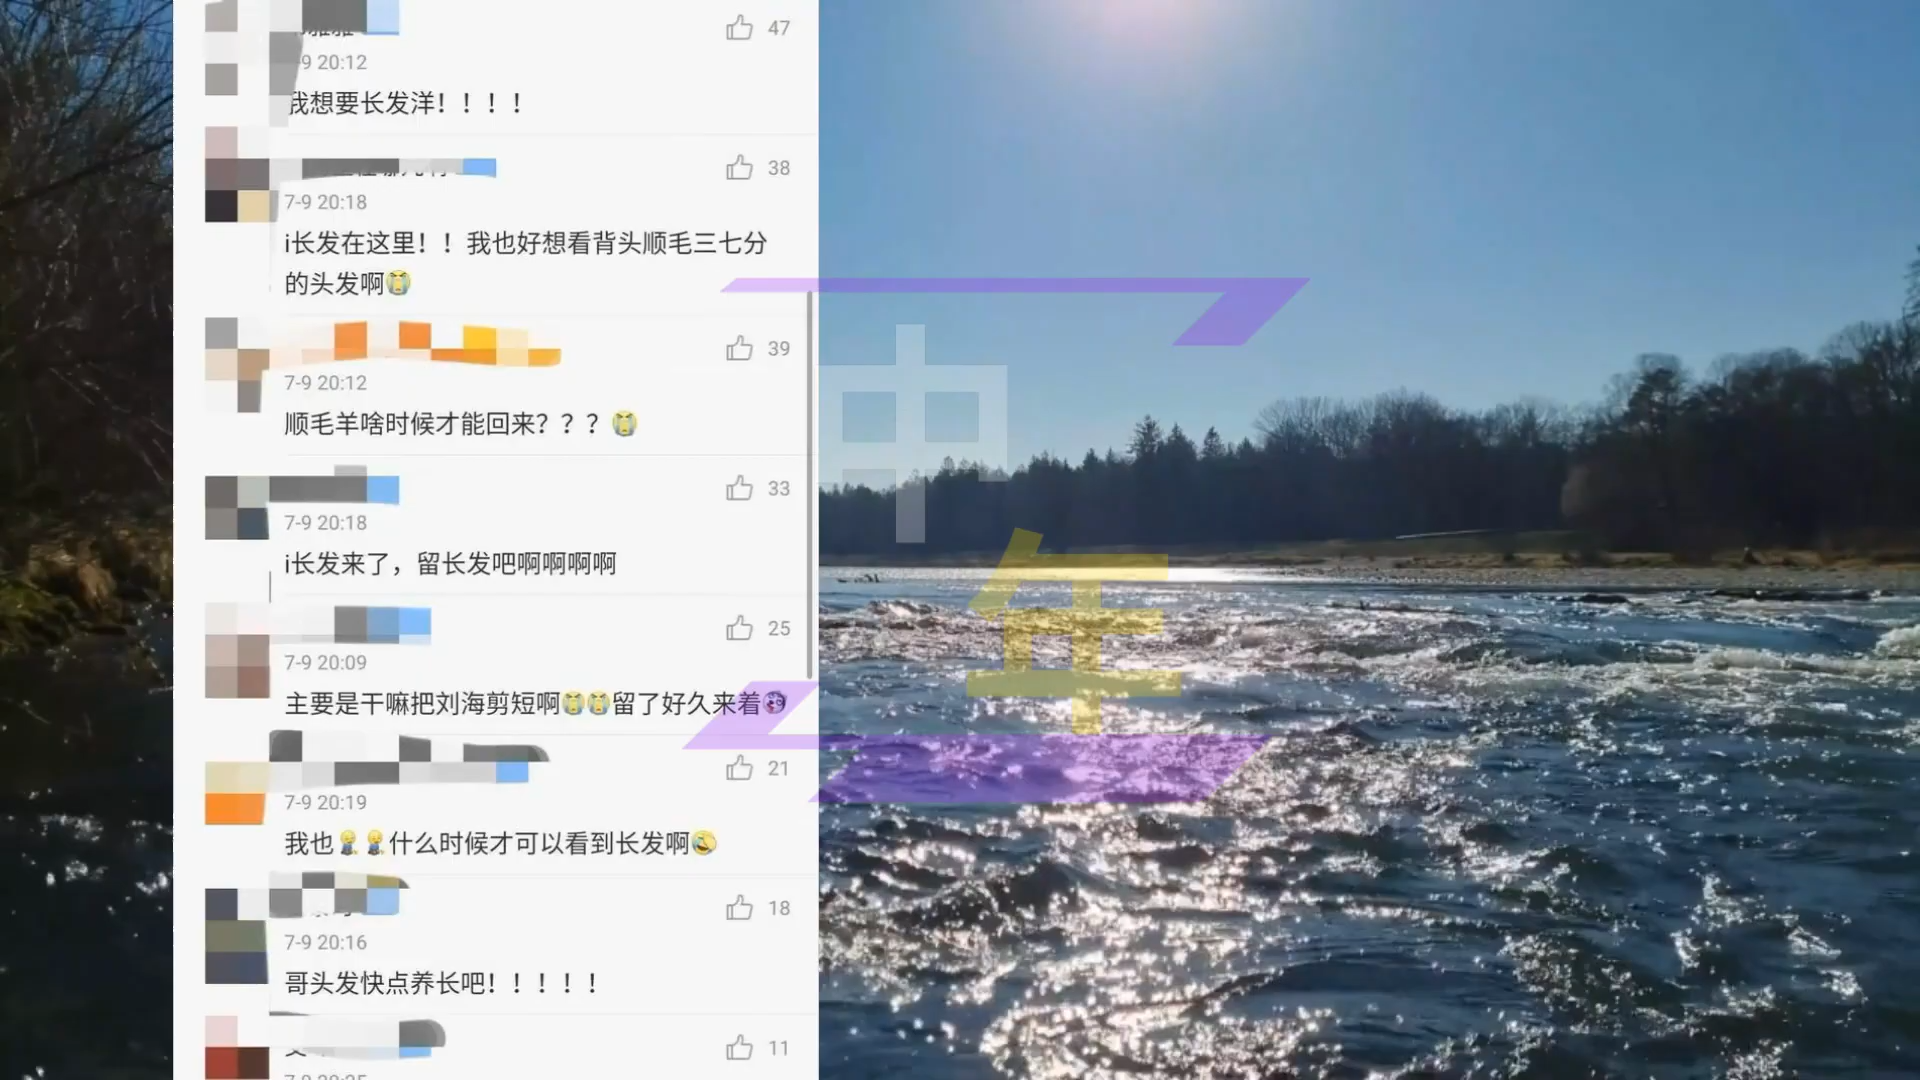 47
-9 20:12
我想要长发洋！！！！
38
7-9 20:18
i长发在这里！！我也好想看背头顺毛三七分
的头发啊😭
39
7-9 20:12
顺毛羊啥时候才能回来？？？😭
33
7-9 20:18
i长发来了，留长发吧啊啊啊啊
25
7-9 20:09
主要是干嘛把刘海剪短啊😭😭留了好久来着
21
7-9 20:19
我也什么时候才可以看到长发啊🤣
18
7-9 20:16
哥头发快点养长吧！！！！！
11
中
年